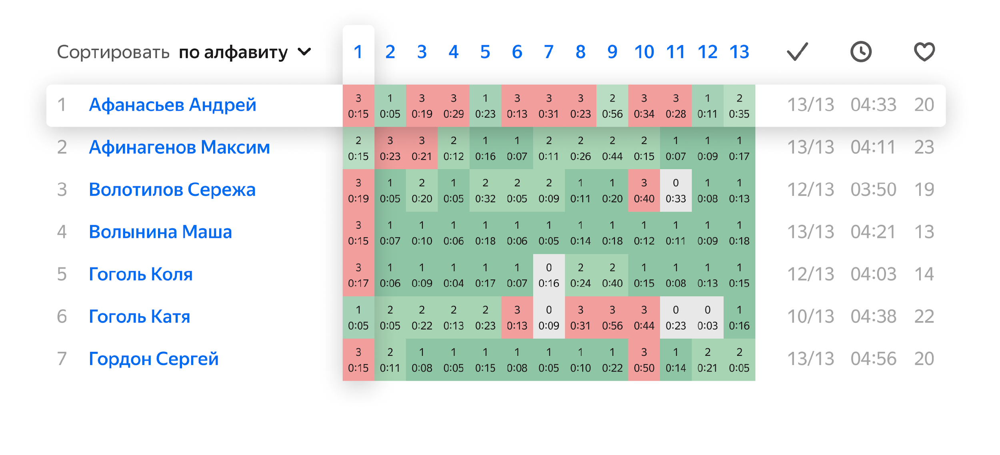 Сортировать по алфавиту 1 2 3 4 5 6 7 8 9 10 11 12 13
3 1 3 3 1 3 3 3 2 3 3 1 2
1 Афанасьев Андрей 13/13 04:33 20
0:15 0:05 0:19 0:29 0:23 0:13 0:31 0:23 0:56 0:34 0:28 0:11 0:35
2 3 3 2 1 1 2 2 2 2 1 1 1
2 Афинагенов Максим 13/13 04:11 23
0:15 0:23 0:21 0:12 0:16 0:07 0:11 0:26 0:44 0:15 0:07 0:09 0:17
3 1 2 1 2 2 2 1 1 3 0 1 1
3 Волотилов Сережа 12/13 03:50 19
0:19 0:05 0:20 0:05 0:32 0:05 0:09 0:11 0:20 0:40 0:33 0:08 0:13
3 1 1 1 1 1 1 1 1 1 1 1 1
4 Волынина Маша 13/13 04:21 13
0:15 0:07 0:10 0:06 0:18 0:06 0:05 0:14 0:18 0:12 0:11 0:09 0:18
3 1 1 1 1 1 0 2 2 1 1 1 1
5 Гоголь Коля 12/13 04:03 14
0:17 0:06 0:09 0:04 0:17 0:07 0:16 0:24 0:40 0:15 0:08 0:13 0:15
1 2 2 2 2 3 0 3 3 3 0 0 1
6 Гоголь Катя 10/13 04:38 22
0:05 0:05 0:22 0:13 0:23 0:13 0:09 0:31 0:56 0:44 0:23 0:03 0:16
3 2 1 1 1 1 1 1 1 3 1 2 2
7 Гордон Сергей 13/13 04:56 20
0:15 0:11 0:08 0:05 0:15 0:08 0:05 0:10 0:22 0:50 0:14 0:21 0:05